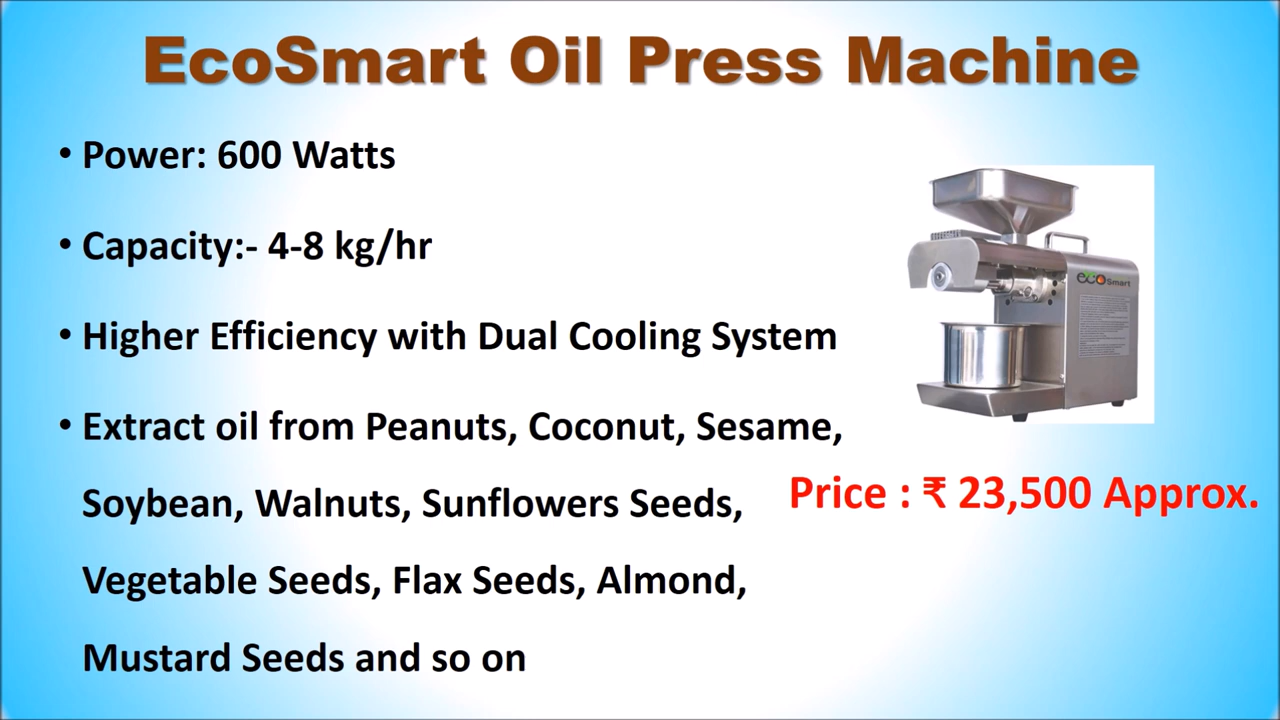 EcoSmart Oil Press Machine
• Power: 600 Watts
• Capacity:- 4-8 kg/hr
• Higher Efficiency with Dual Cooling System
• Extract oil from Peanuts, Coconut, Sesame,
Soybean, Walnuts, Sunflowers Seeds,
Vegetable Seeds, Flax Seeds, Almond,
Mustard Seeds and so on
eco Smart
Price : ₹ 23,500 Approx.